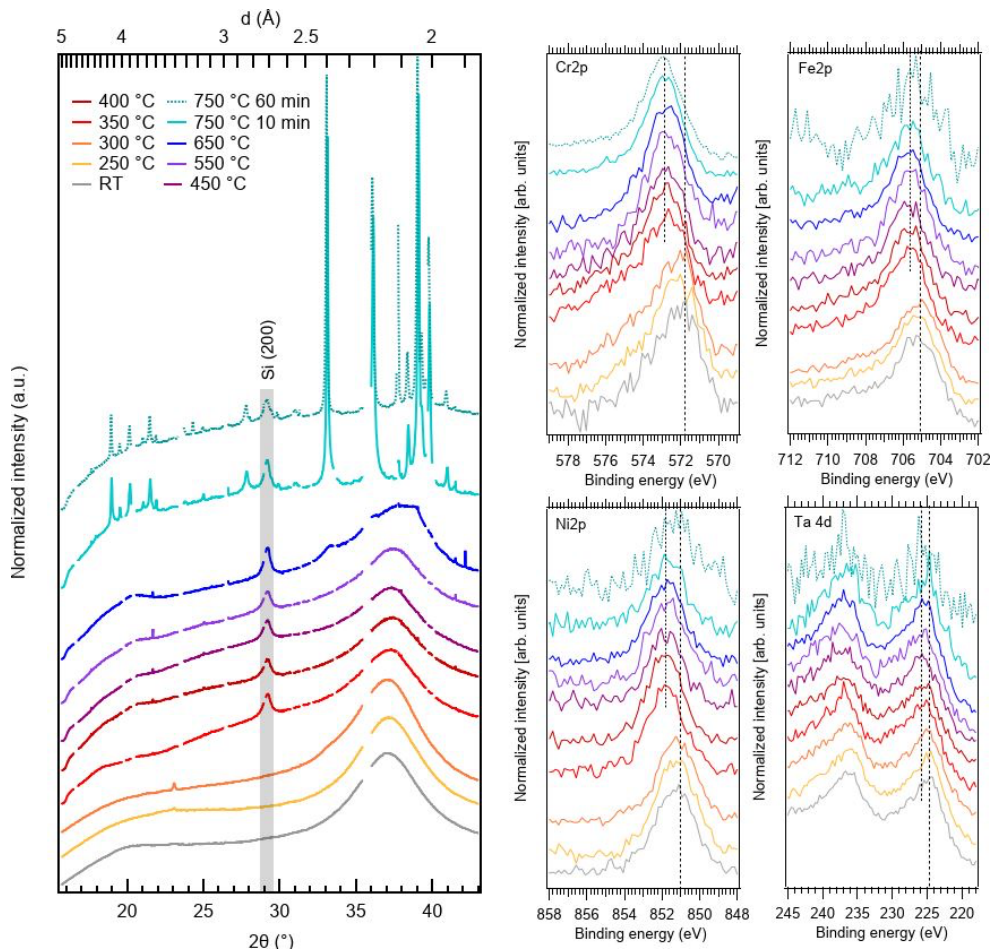 d (Å)
5 4 3 2.5 2
400 °C 750 °C 60 min
350 °C 750 °C 10 min
300 °C 650 °C
250 °C 550 °C
RT 450 °C
Si (200)
Normalized intensity (a.u.)
20 25 30 35 40
2θ (°)
Cr2p
Normalized intensity [arb. units]
578 576 574 572 570
Binding energy (eV)
Fe2p
Normalized intensity [arb. units]
712 710 708 706 704 702
Binding energy (eV)
Ni2p
Normalized intensity [arb. units]
858 856 854 852 850 848
Binding energy (eV)
Ta 4d
Normalized intensity [arb. units]
245 240 235 230 225 220
Binding energy (eV)